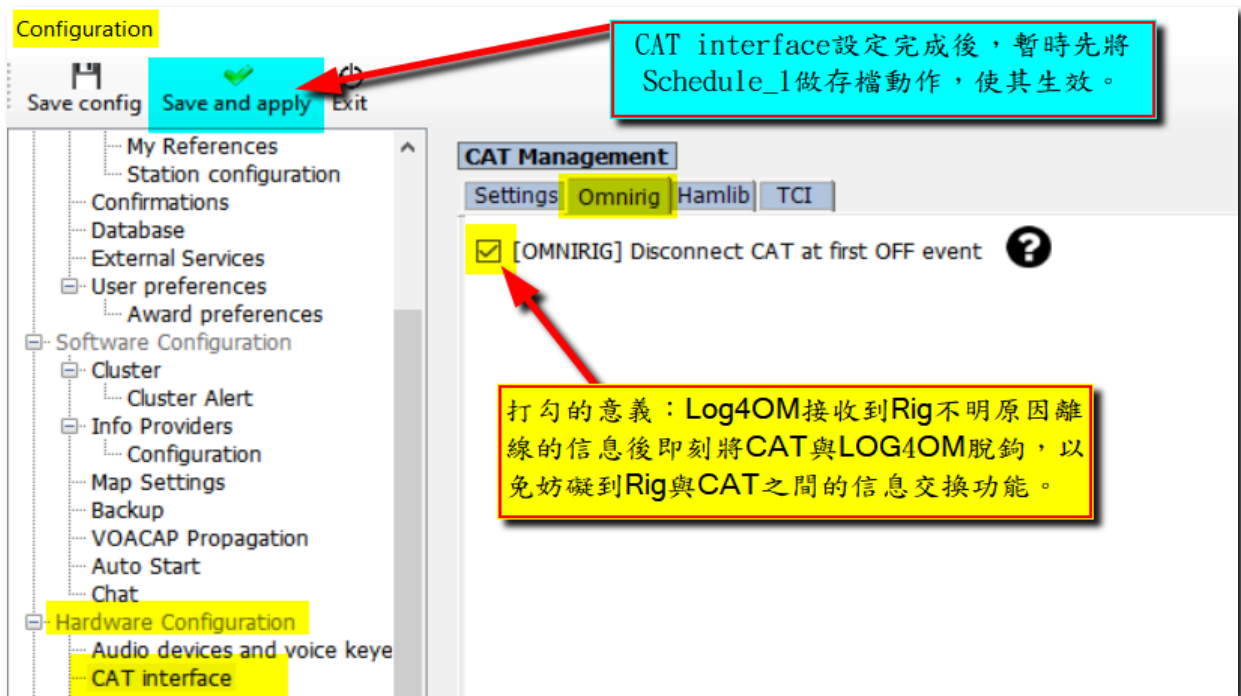 Configuration
CAT interface設定完成後，暫時先將
Schedule_1做存檔動作，使其生效。
Save config
Save and apply
Exit
My References
Station configuration
Confirmations
Database
External Services
User preferences
Award preferences
Software Configuration
Cluster
Cluster Alert
Info Providers
Configuration
Map Settings
Backup
VOACAP Propagation
Auto Start
Chat
Hardware Configuration
Audio devices and voice keye
CAT interface
CAT Management
Settings
Omnirig
Hamlib
TCI
[OMNIRIG] Disconnect CAT at first OFF event
?
打勾的意義：Log4OM接收到Rig不明原因離
線的信息後即刻將CAT與LOG4OM脫鉤，以
免妨礙到Rig與CAT之間的信息交換功能。